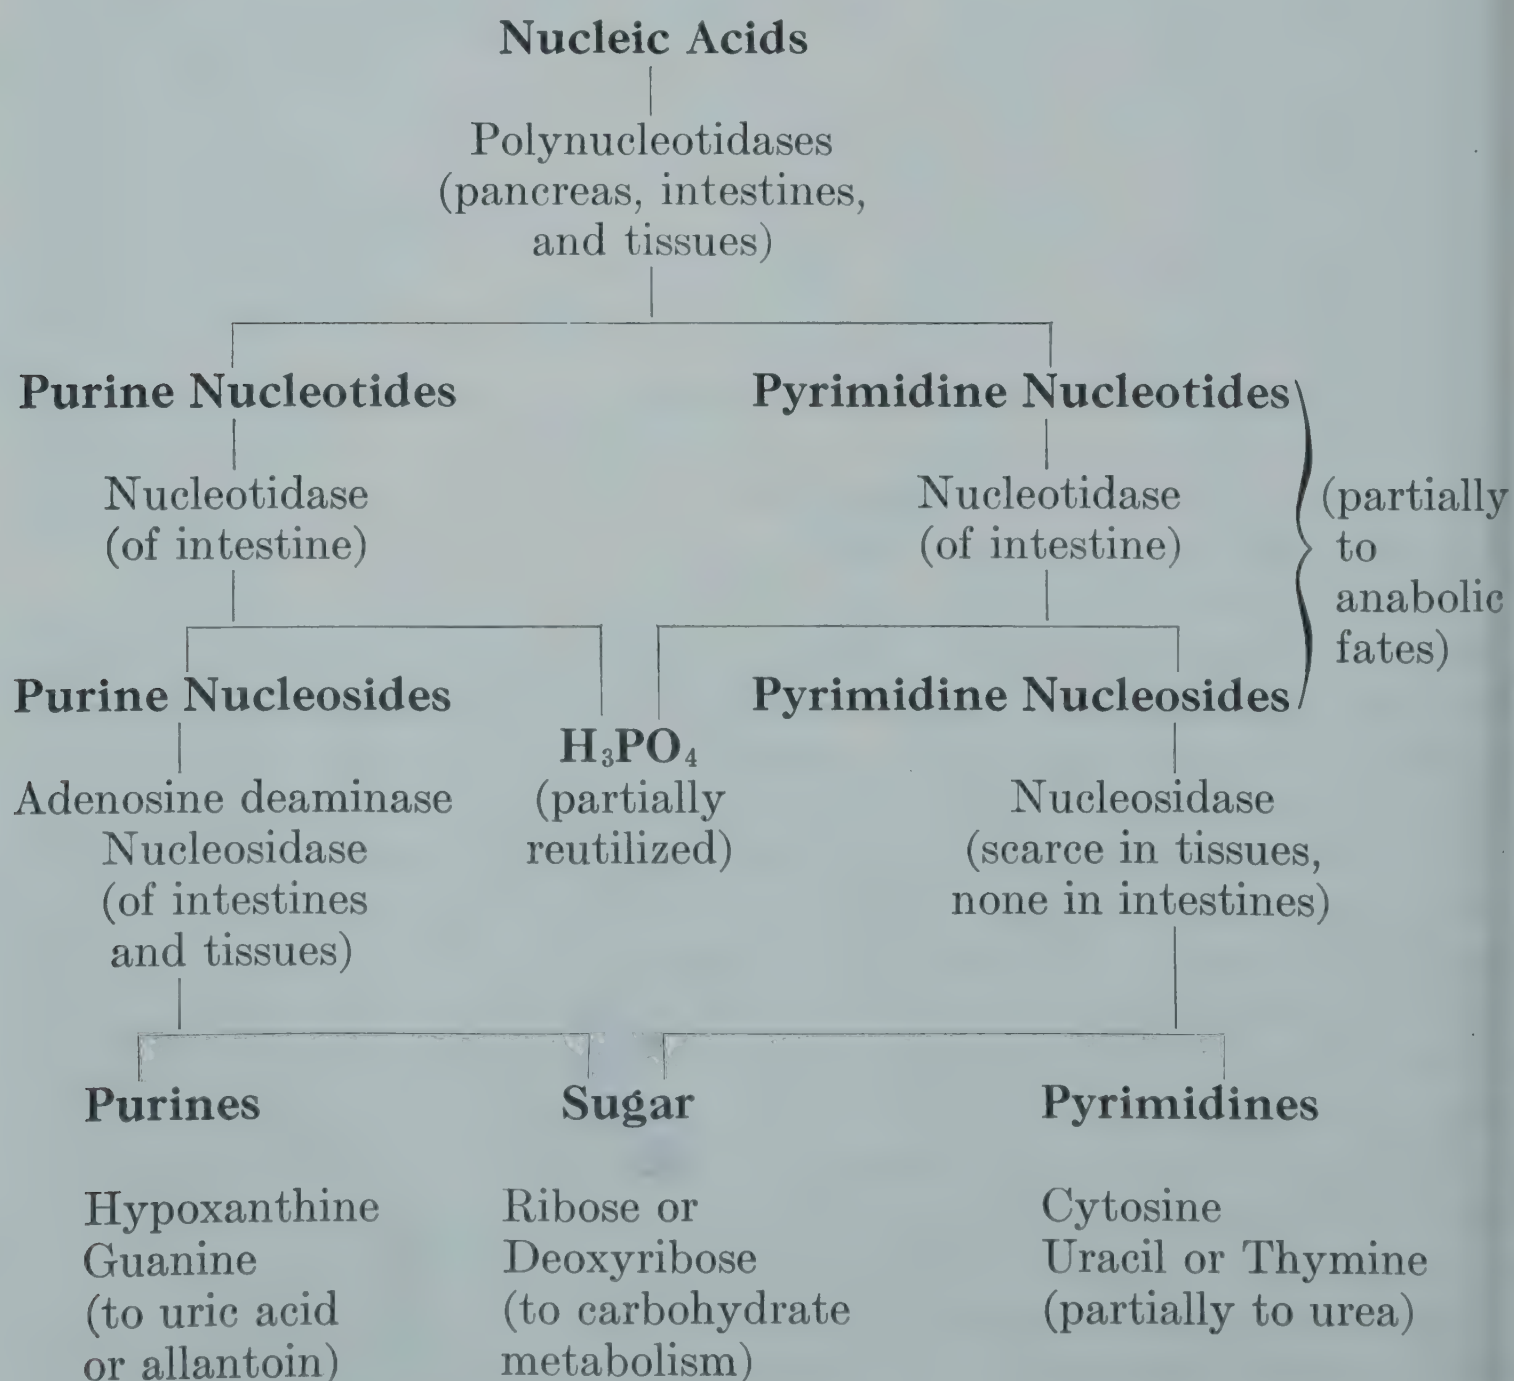 Nucleic Acids
Polynucleotidases
(pancreas, intestines,
and tissues)
Purine Nucleotides
Pyrimidine Nucleotides
Nucleotidase
(of intestine)
Nucleotidase
(of intestine)
(partially
to
anabolic
fates)
Purine Nucleosides
H₃PO₄
(partially
reutilized)
Pyrimidine Nucleosides
Adenosine deaminase
Nucleosidase
(of intestines
and tissues)
Nucleosidase
(scarce in tissues,
none in intestines)
Purines
Sugar
Pyrimidines
Hypoxanthine
Guanine
(to uric acid
or allantoin)
Ribose or
Deoxyribose
(to carbohydrate
metabolism)
Cytosine
Uracil or Thymine
(partially to urea)